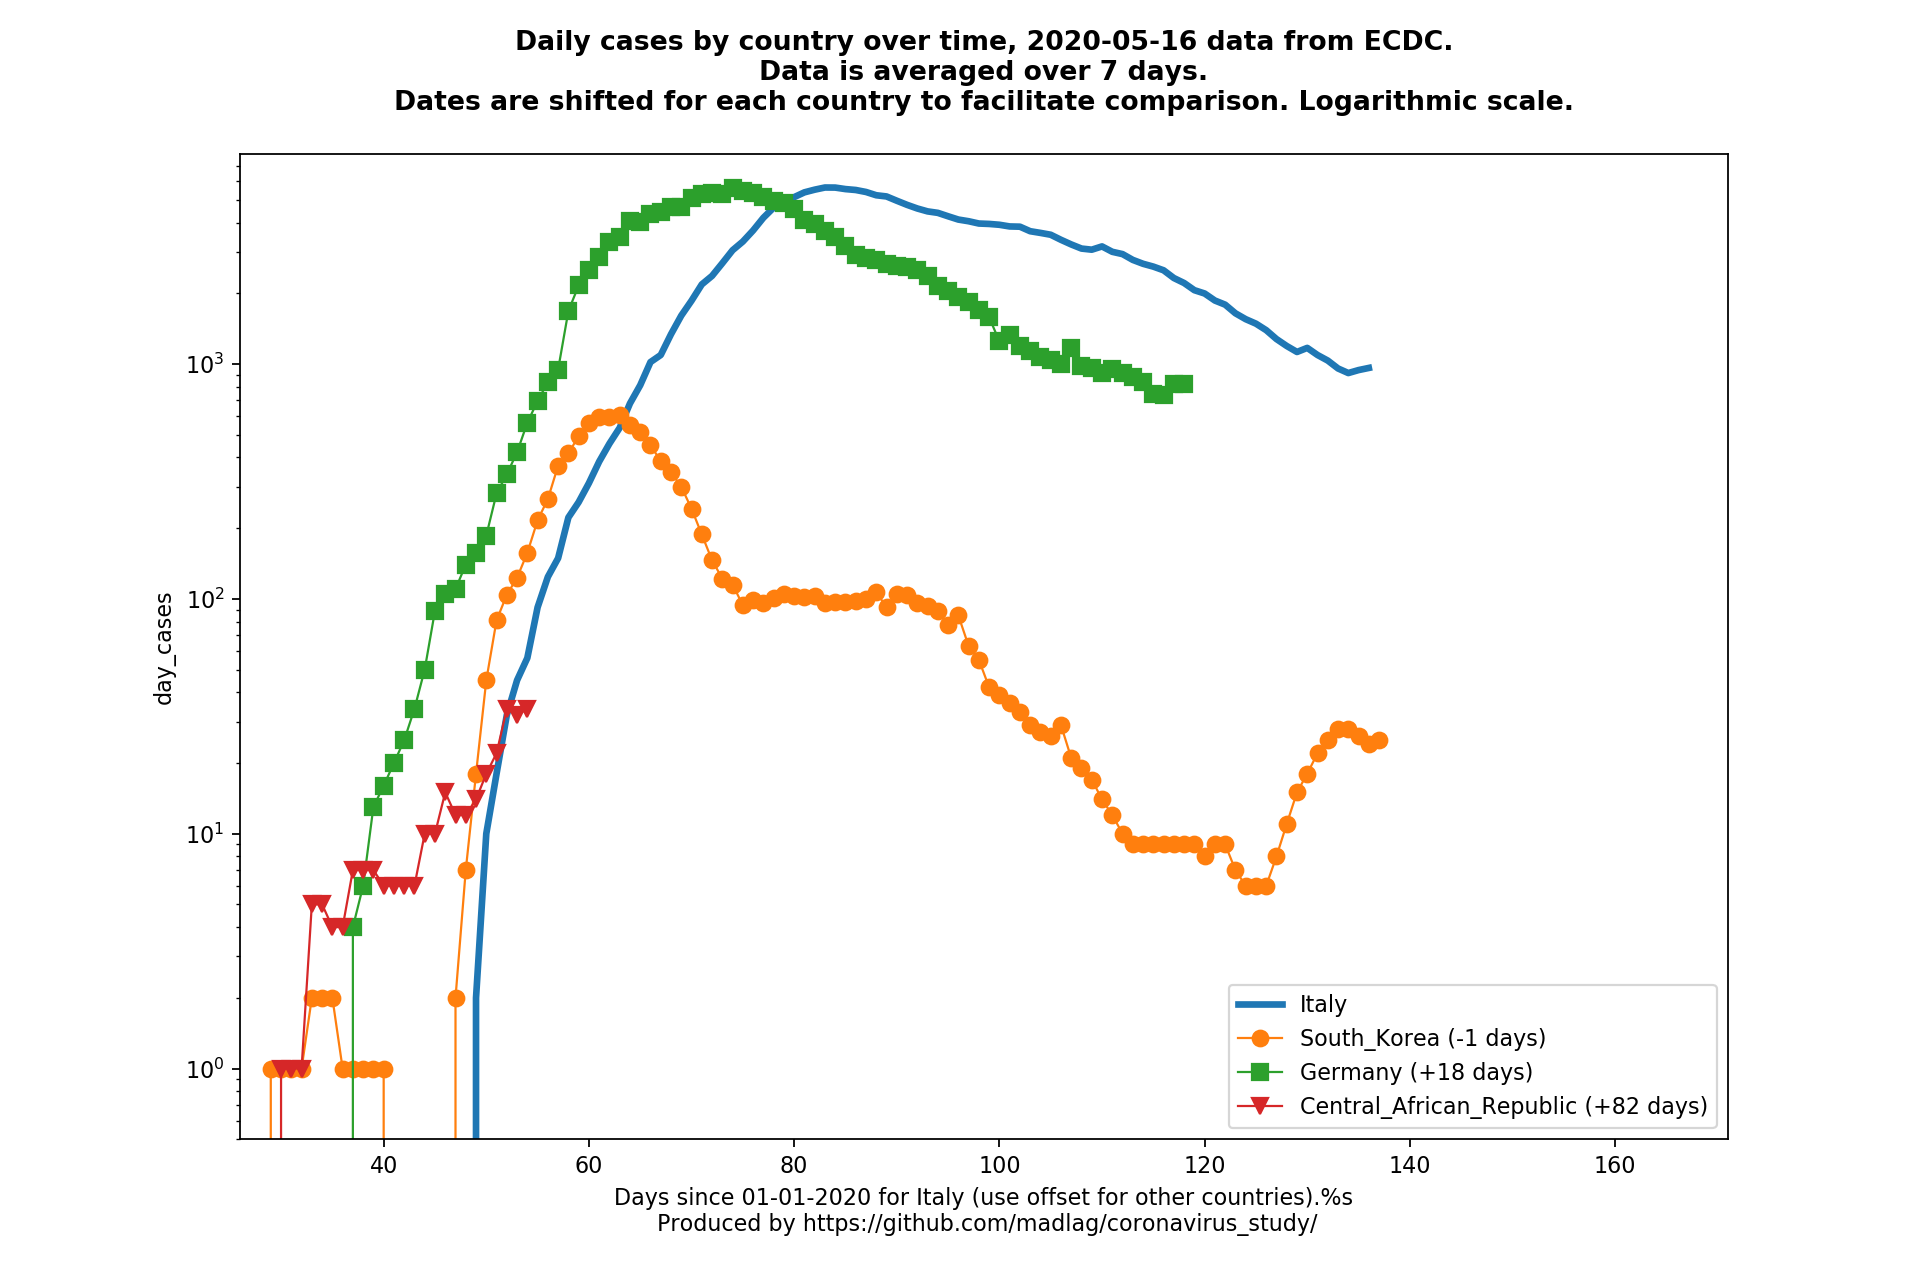 Daily cases by country over time, 2020-05-16 data from ECDC.
Data is averaged over 7 days.
Dates are shifted for each country to facilitate comparison. Logarithmic scale.
day_cases
10³
10²
10¹
10⁰
Italy
South_Korea (-1 days)
Germany (+18 days)
Central_African_Republic (+82 days)
40 60 80 100 120 140 160
Days since 01-01-2020 for Italy (use offset for other countries).%s
Produced by https://github.com/madlag/coronavirus_study/